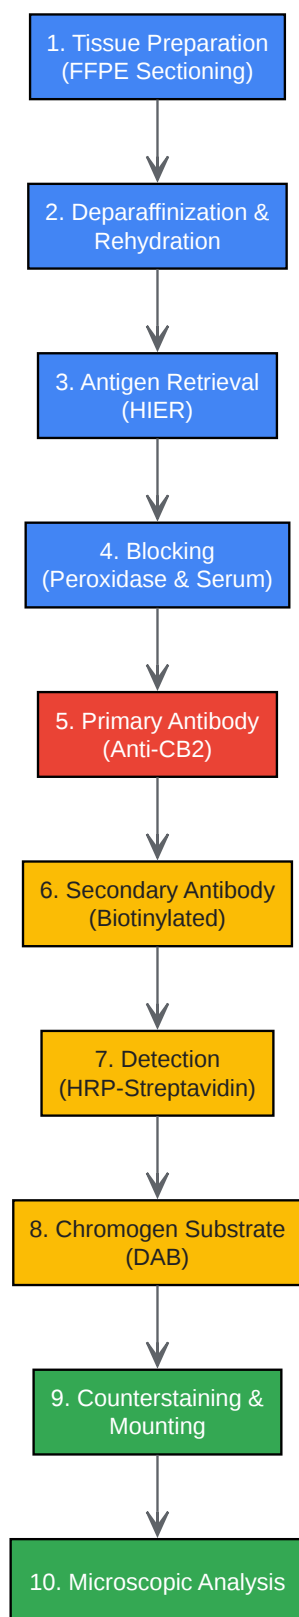 1. Tissue Preparation
(FFPE Sectioning)
2. Deparaffinization &
Rehydration
3. Antigen Retrieval
(HIER)
4. Blocking
(Peroxidase & Serum)
5. Primary Antibody
(Anti-CB2)
6. Secondary Antibody
(Biotinylated)
7. Detection
(HRP-Streptavidin)
8. Chromogen Substrate
(DAB)
9. Counterstaining &
Mounting
10. Microscopic Analysis